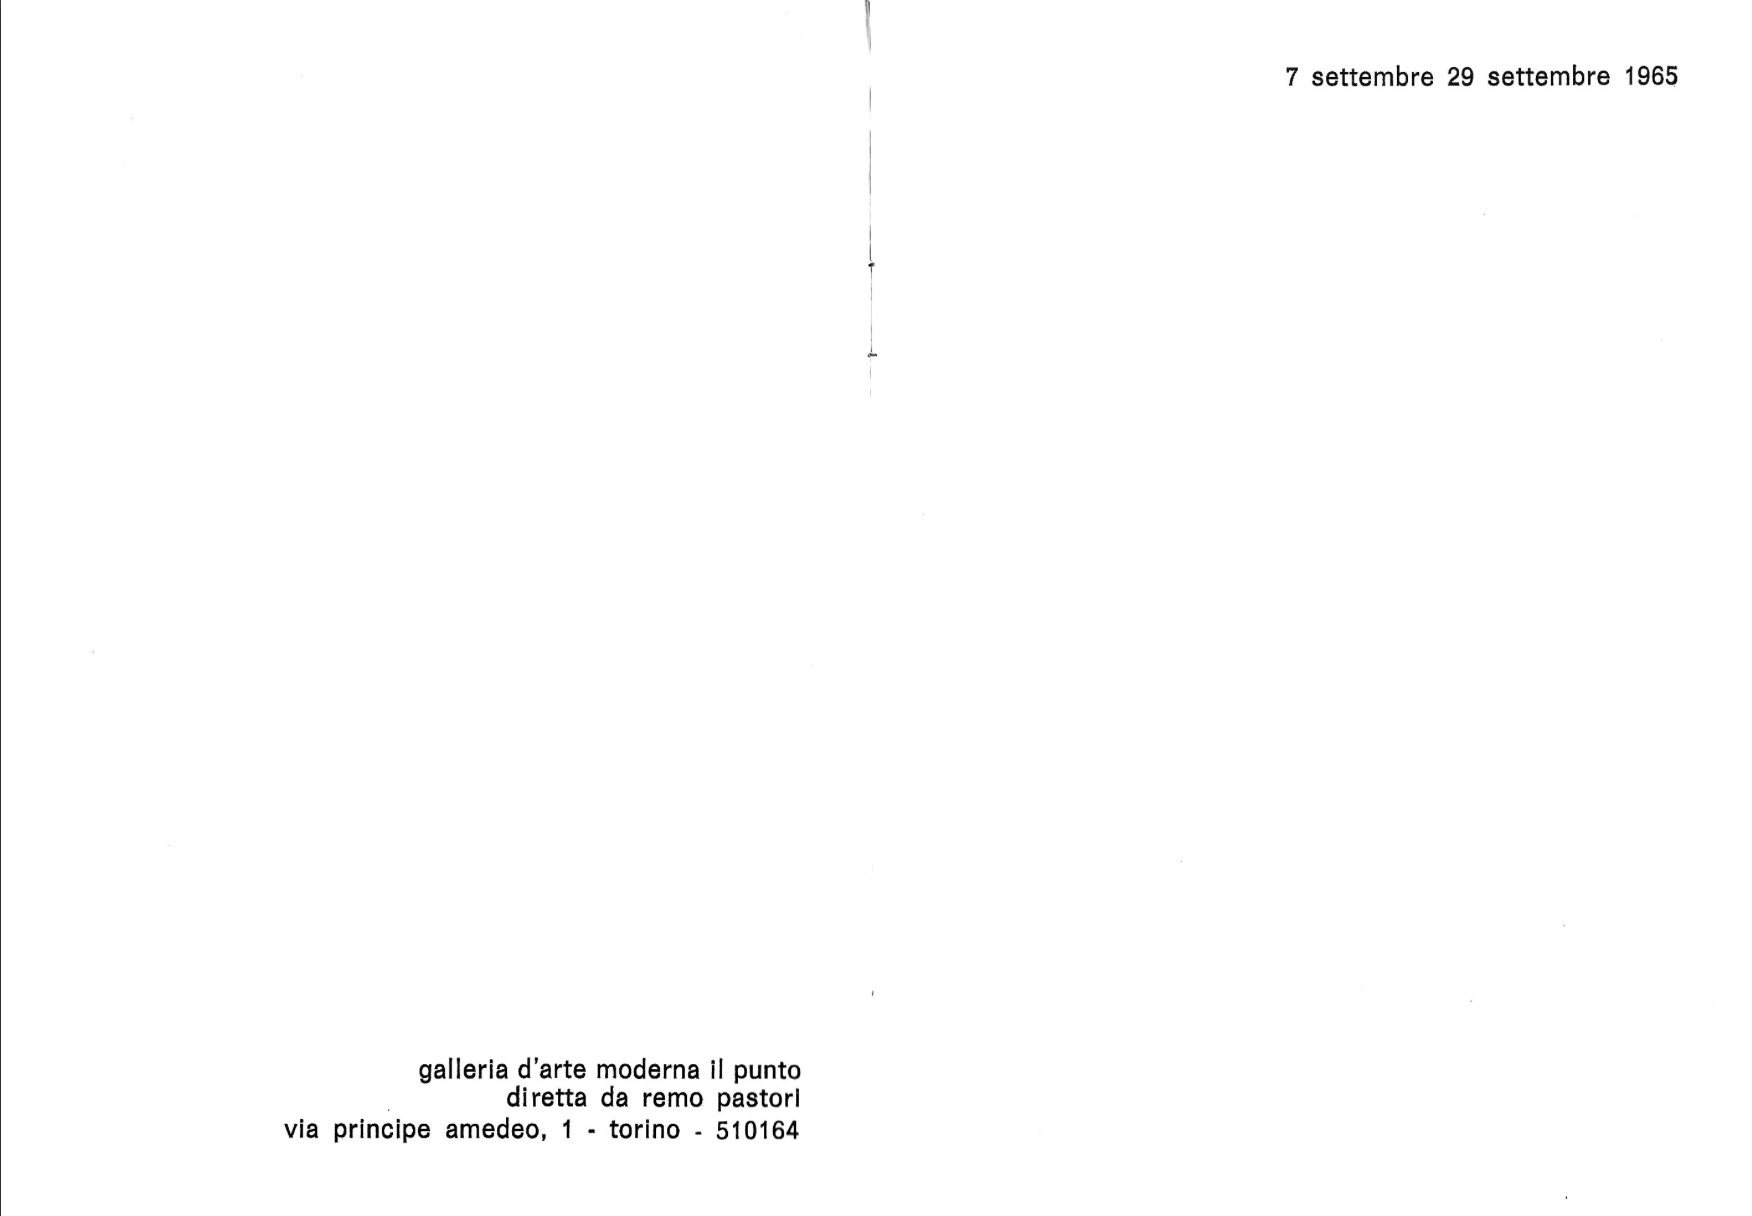 7 settembre 29 settembre 1965
galleria d'arte moderna il punto
diretta da remo pastori
via principe amedeo, 1 - torino - 510164